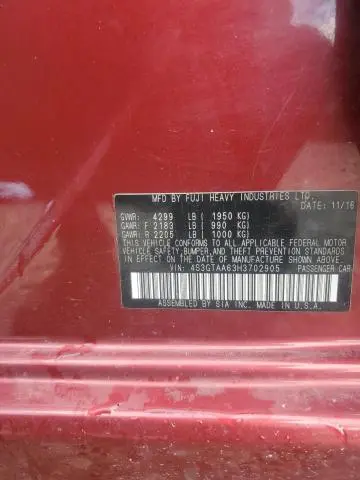 MFD BY FUJI HEAVY INDUSTRIES LTD.
DATE: 11/16
GVWR: 4299 LB ( 1950 KG)
GAWR: F 2183 LB ( 990 KG)
GAWR: R 2205 LB ( 1000 KG)
THIS VEHICLE CONFORMS TO ALL APPLICABLE FEDERAL MOTOR
VEHICLE SAFETY, BUMPER, AND THEFT PREVENTION STANDARDS
IN EFFECT ON THE DATE OF MANUFACTURE SHOWN ABOVE.
VIN: 4S3GTAA63H3702905 PASSENGER CAR
ASSEMBLED BY SIA INC. MADE IN U.S.A.